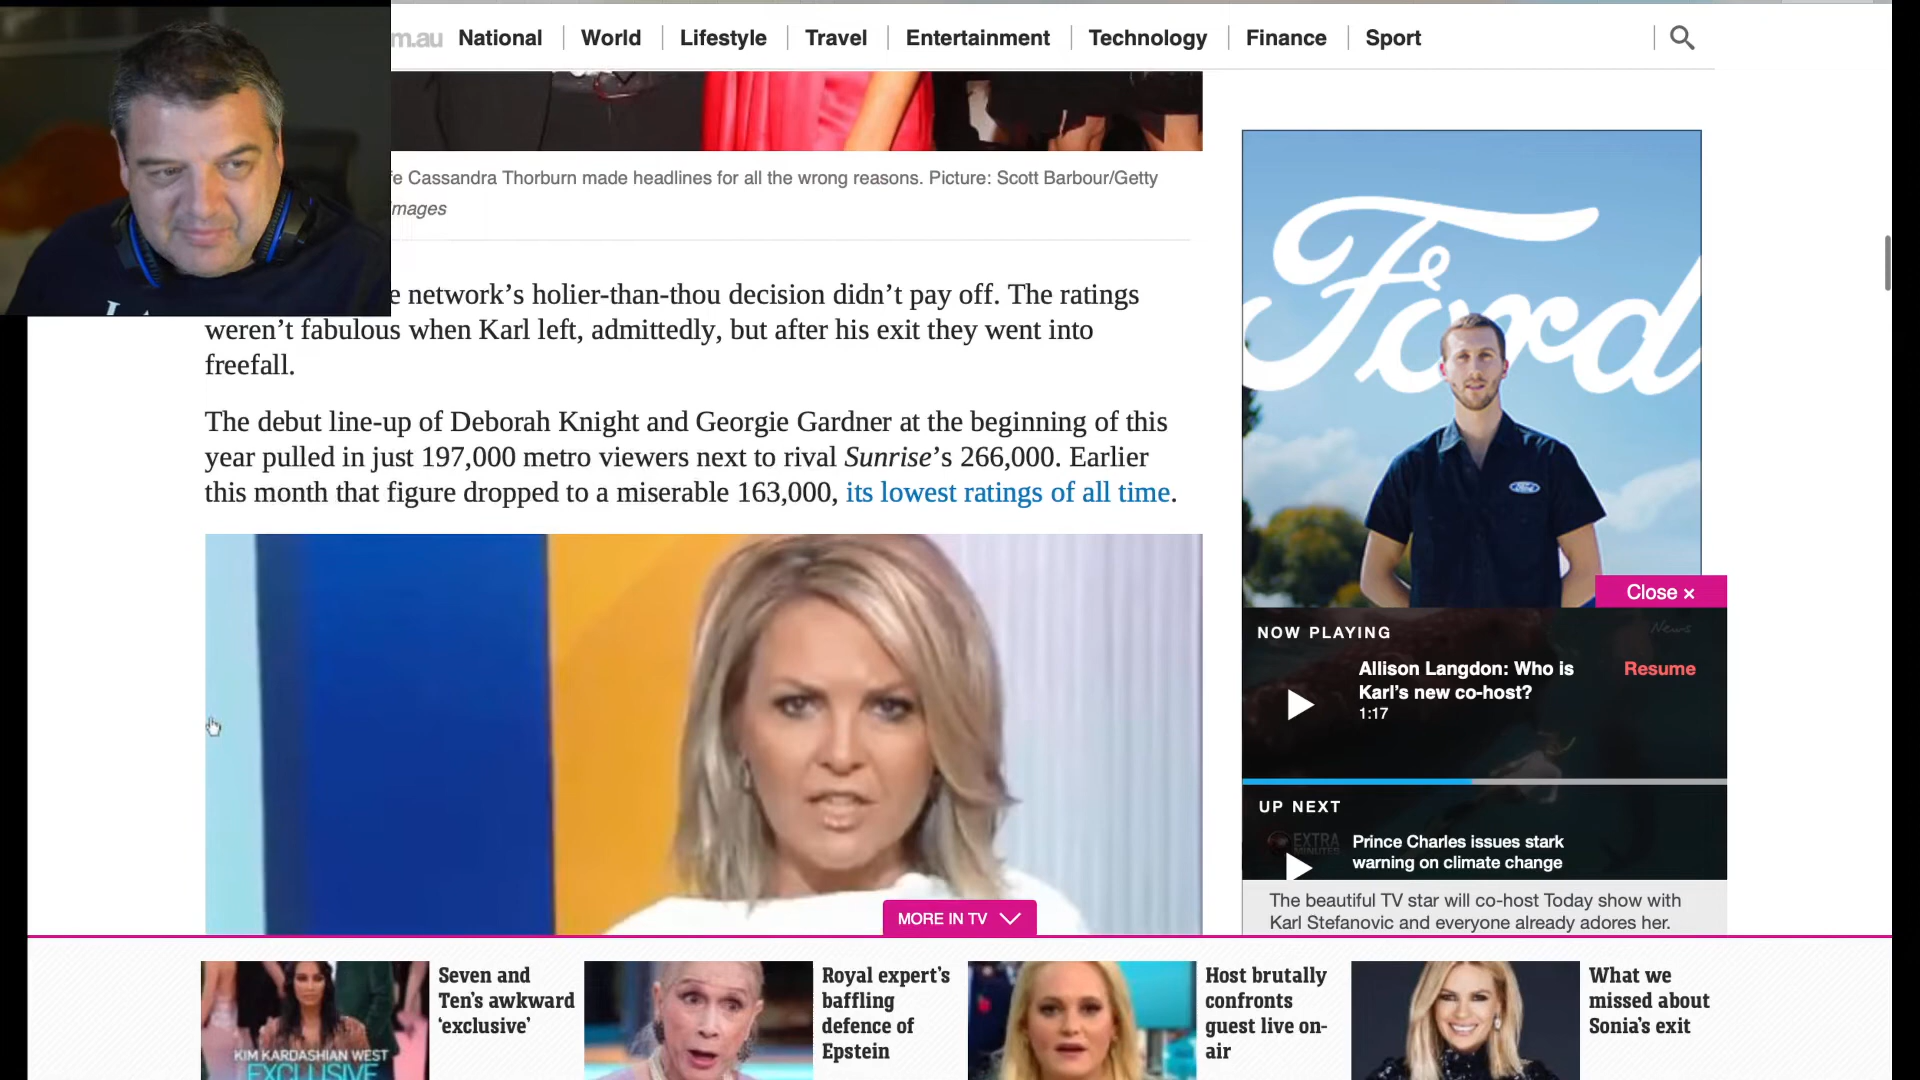 m.au National World Lifestyle Travel Entertainment Technology Finance Sport
fe Cassandra Thorburn made headlines for all the wrong reasons. Picture: Scott Barbour/Getty
Images
e network’s holier-than-thou decision didn’t pay off. The ratings
weren’t fabulous when Karl left, admittedly, but after his exit they went into
freefall.
The debut line-up of Deborah Knight and Georgie Gardner at the beginning of this
year pulled in just 197,000 metro viewers next to rival Sunrise’s 266,000. Earlier
this month that figure dropped to a miserable 163,000, its lowest ratings of all time.
Ford
Ford
Close ×
NOW PLAYING
News
Allison Langdon: Who is
Karl’s new co-host?
1:17
Resume
UP NEXT
EXTRA
MINUTES
Prince Charles issues stark
warning on climate change
The beautiful TV star will co-host Today show with
Karl Stefanovic and everyone already adores her.
MORE IN TV
KIM KARDASHIAN WEST
EXCLUSIVE
Seven and
Ten’s awkward
‘exclusive’
Royal expert’s
baffling
defence of
Epstein
Host brutally
confronts
guest live on-
air
What we
missed about
Sonia’s exit